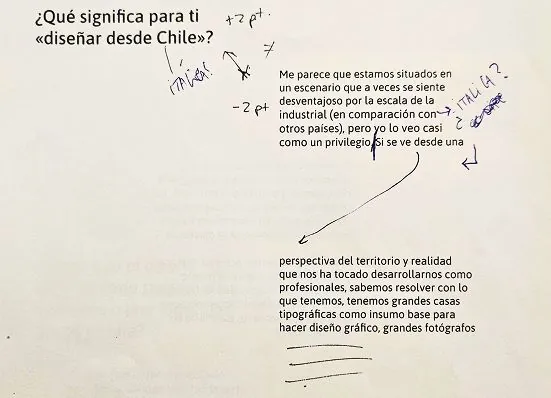 ¿Qué significa para ti
«diseñar desde Chile»?
+2 pt.
≠
ITÁLICA!
-2 pt
Me parece que estamos situados en
un escenario que a veces se siente
desventajoso por la escala de la
industrial (en comparación con
otros países), pero yo lo veo casi
como un privilegio. Si se ve desde una
ITALICA?
perspectiva del territorio y realidad
que nos ha tocado desarrollarnos como
profesionales, sabemos resolver con lo
que tenemos, tenemos grandes casas
tipográficas como insumo base para
hacer diseño gráfico, grandes fotógrafos